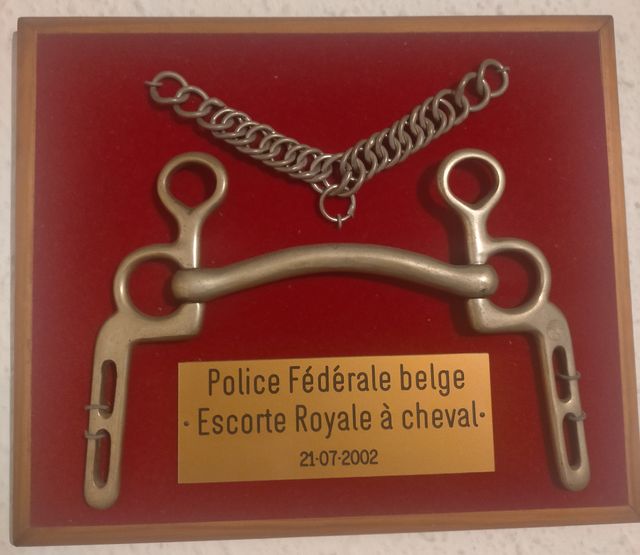 Police Fédérale belge
· Escorte Royale à cheval ·
21·07·2002